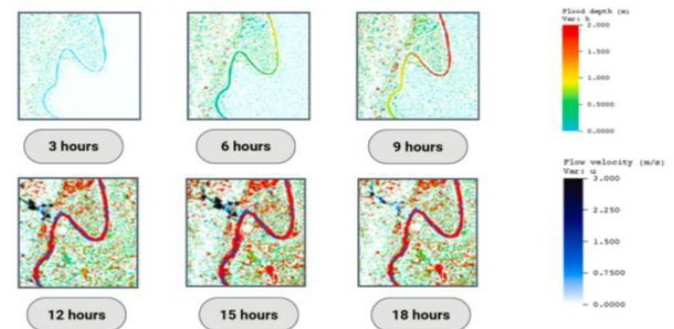 Flood depth (m)
Var: h
2.000
1.500
1.000
0.5000
0.0000
3 hours
6 hours
9 hours
Flow velocity (m/s)
Var: u
3.000
2.250
1.500
0.7500
0.0000
12 hours
15 hours
18 hours